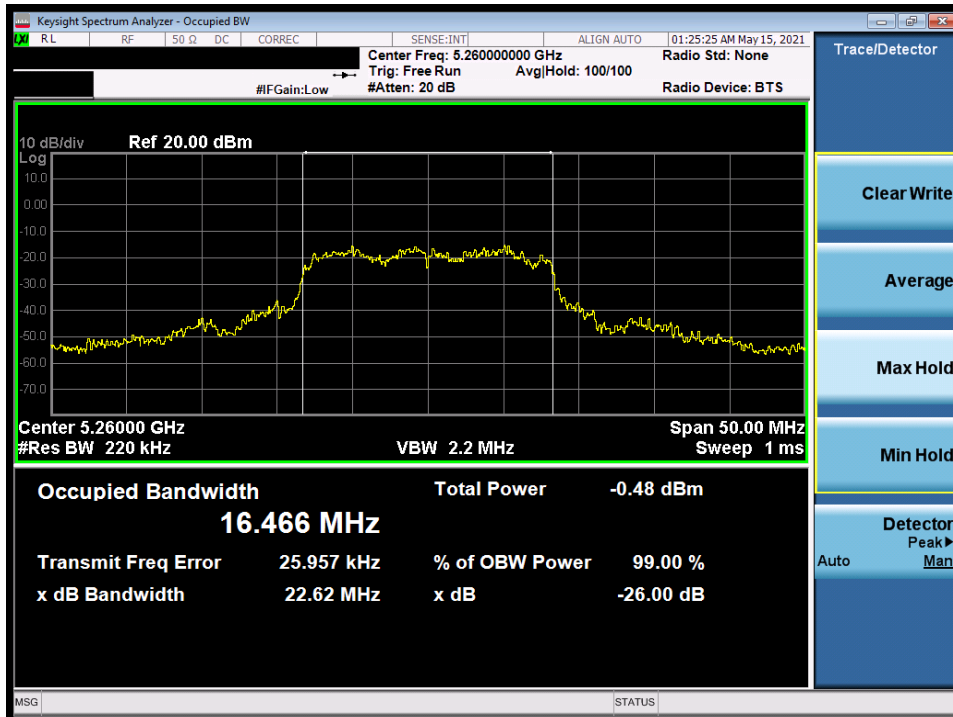 Keysight Spectrum Analyzer - Occupied BW
LXI RL RF 50 Ω DC CORREC SENSE:INT ALIGN AUTO 01:25:25 AM May 15, 2021
Center Freq: 5.260000000 GHz Radio Std: None
Trig: Free Run Avg|Hold: 100/100
#IFGain:Low #Atten: 20 dB Radio Device: BTS
10 dB/div Ref 20.00 dBm
Log
10.0
0.00
-10.0
-20.0
-30.0
-40.0
-50.0
-60.0
-70.0
Center 5.26000 GHz Span 50.00 MHz
#Res BW 220 kHz VBW 2.2 MHz Sweep 1 ms
Occupied Bandwidth Total Power -0.48 dBm
16.466 MHz
Transmit Freq Error 25.957 kHz % of OBW Power 99.00 %
x dB Bandwidth 22.62 MHz x dB -26.00 dB
MSG STATUS
Trace/Detector
Clear Write
Average
Max Hold
Min Hold
Detector
Peak▶
Auto Man